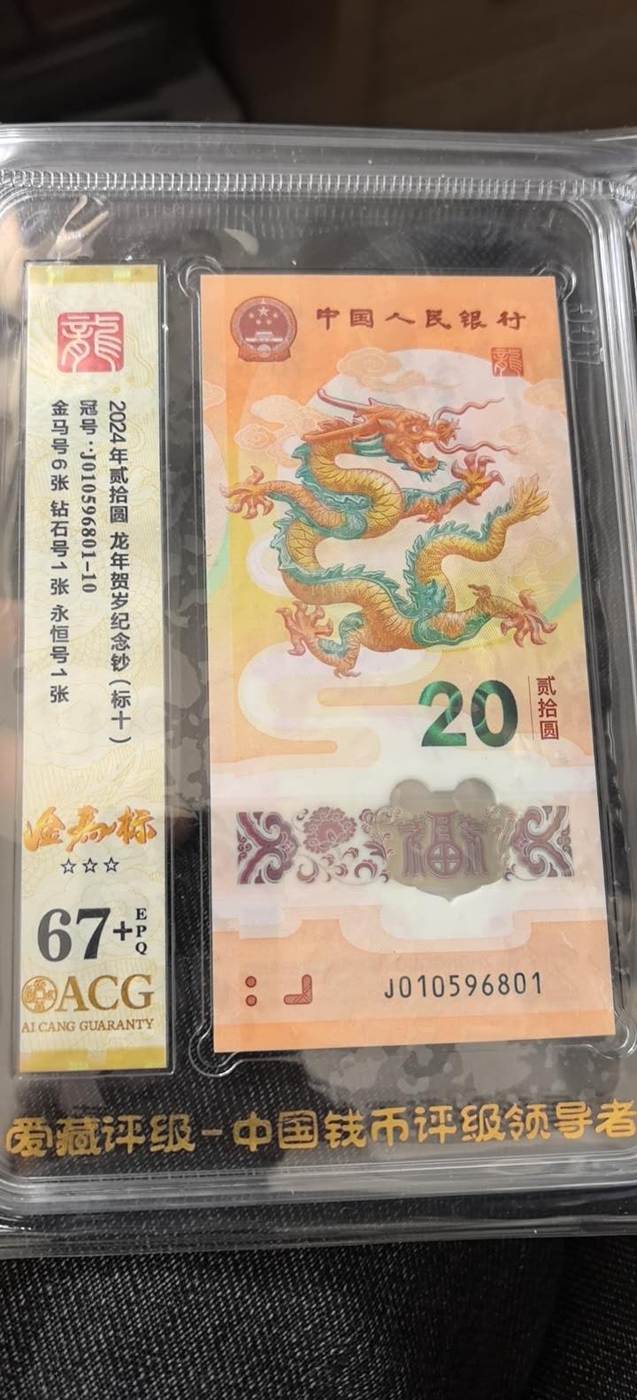 龍
2024年贰拾圆 龙年贺岁纪念钞(标十)
冠号:J010596801-10
金马号6张 钻石号1张 永恒号1张
金马标
☆☆☆
67+EPQ
ACG
AI CANG GUARANTY
中国人民银行
龍
20
贰拾圆
福
J010596801
爱藏评级-中国钱币评级领导者